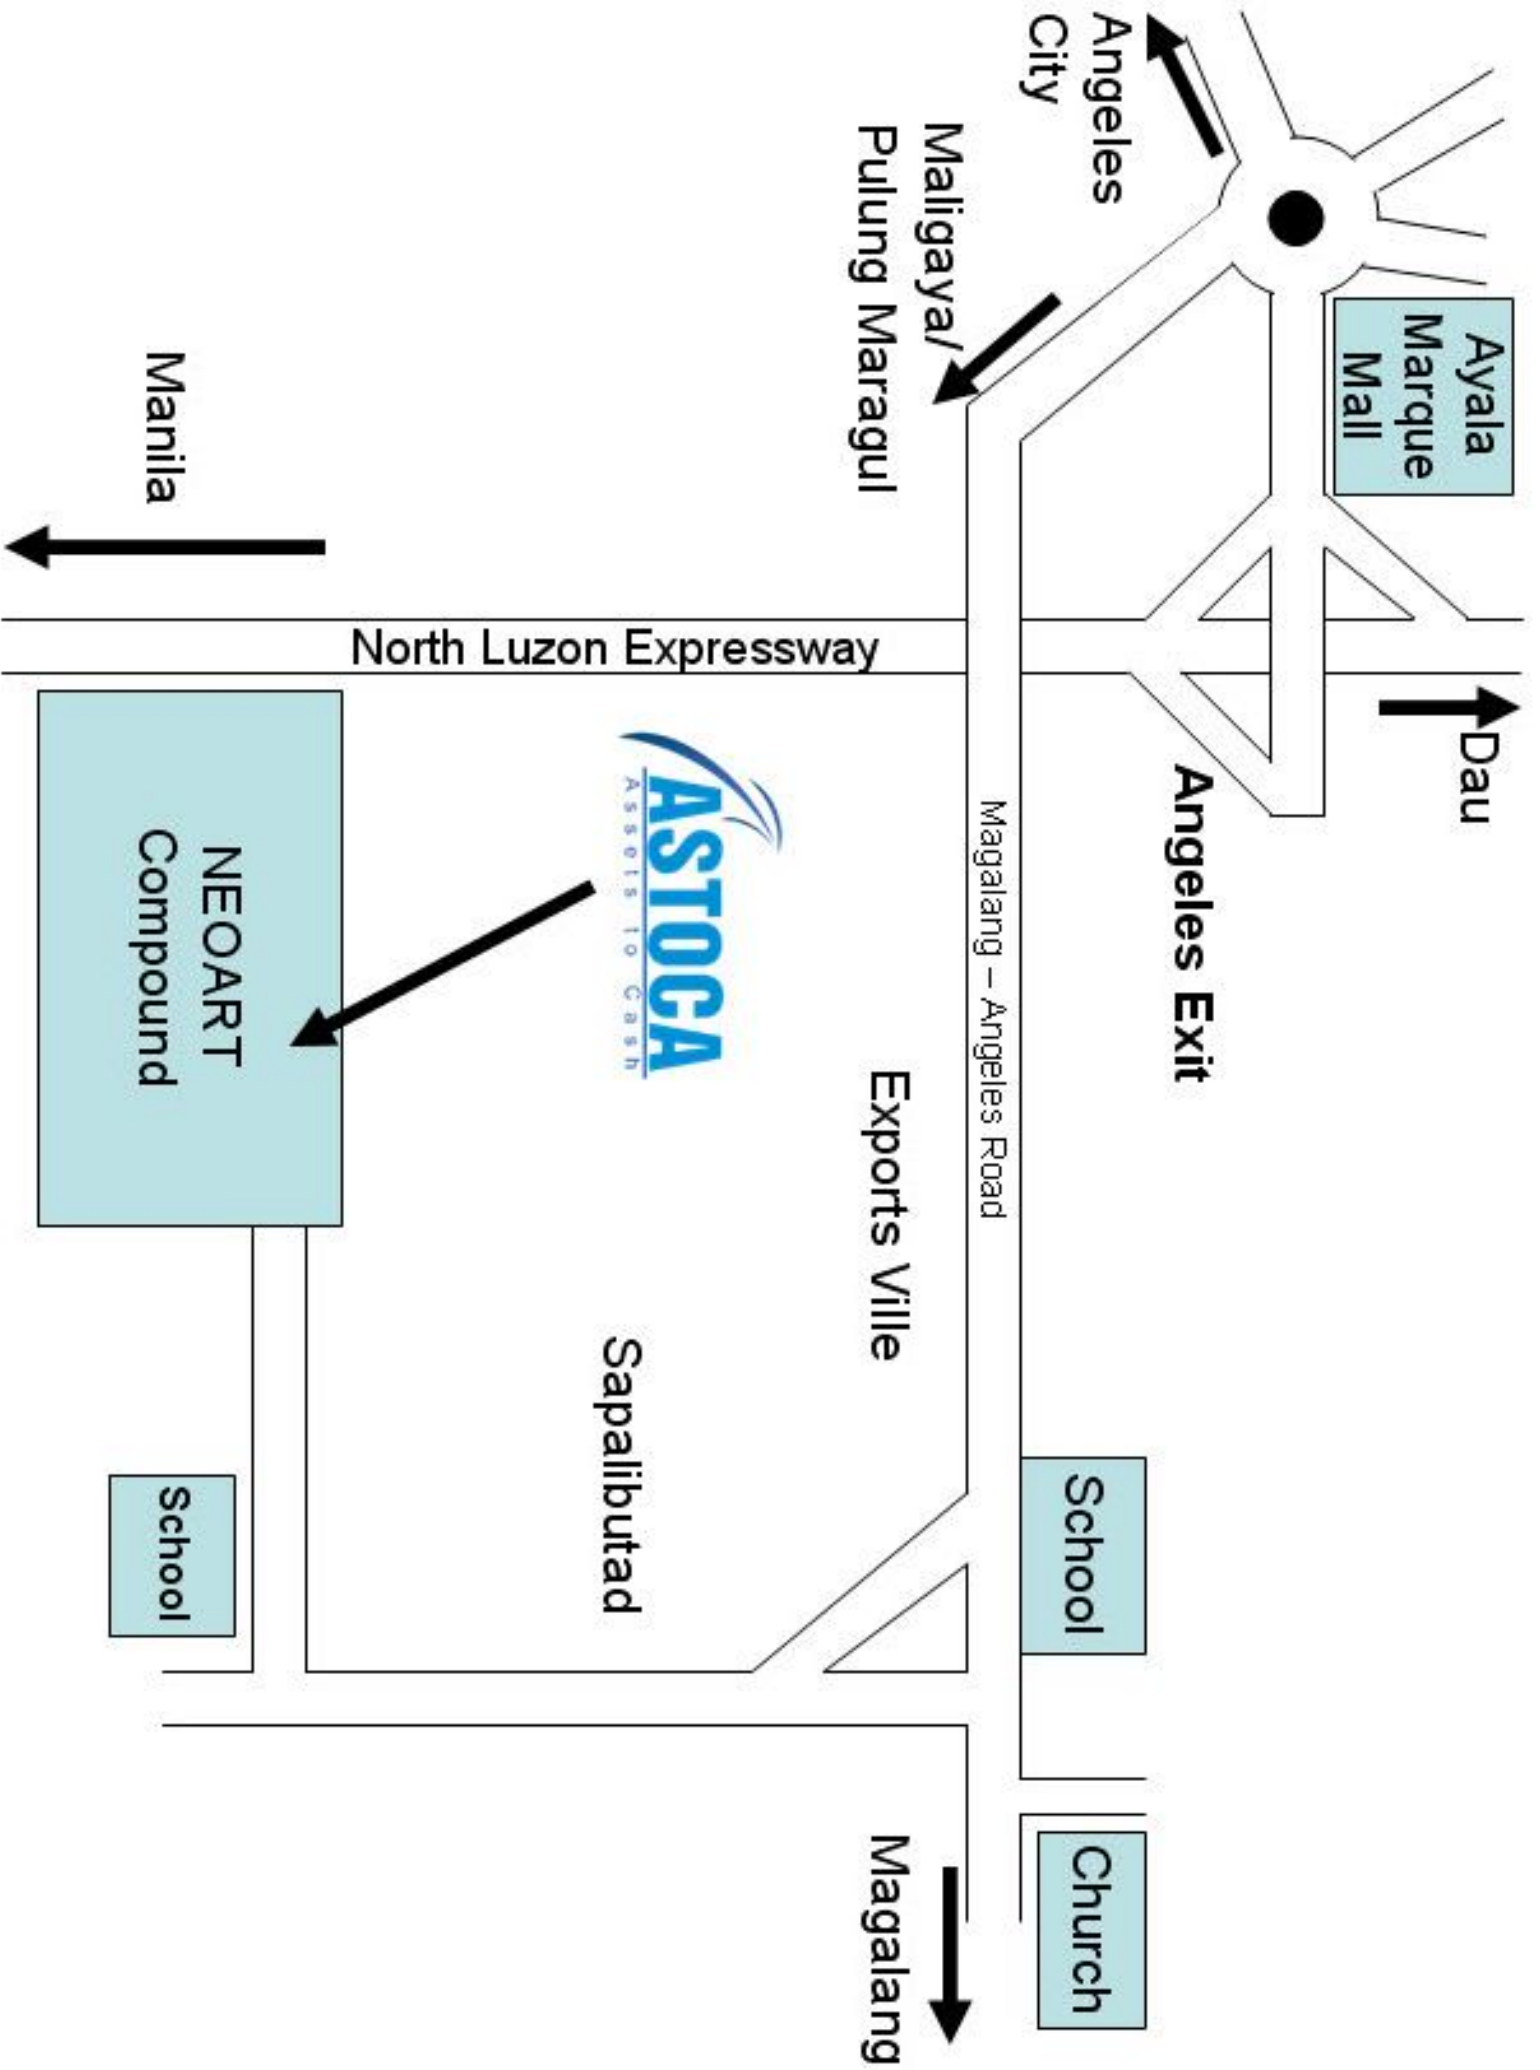 Ayala
Marque
Mall
Angeles
City
Maligaya/
Pulung Maragul
Dau
Angeles Exit
Magalang – Angeles Road
North Luzon Expressway
Manila
School
Church
Exports Ville
Magalang
ASTOCA
Assets to Cash
Sapalibutad
NEOART
Compound
School